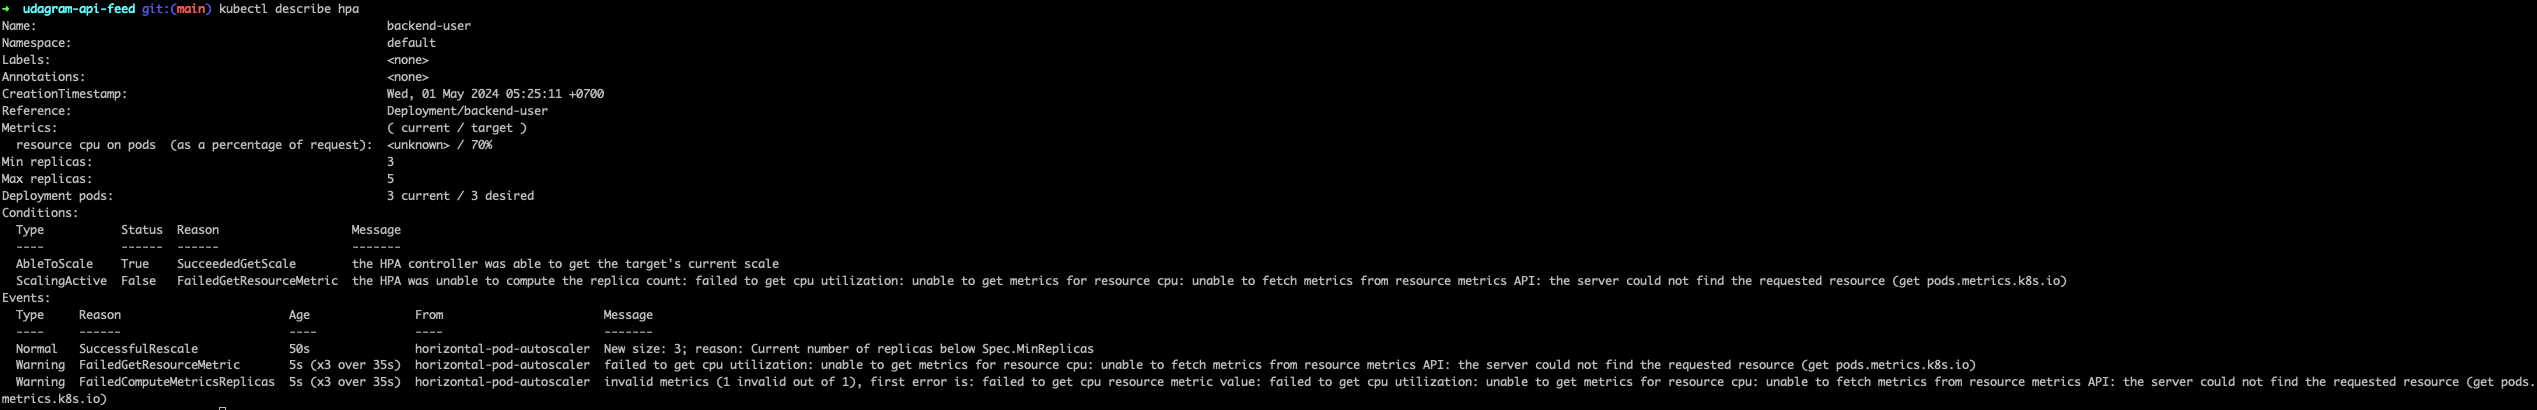 → udagram-api-feed git:(main) kubectl describe hpa
Name: backend-user
Namespace: default
Labels: <none>
Annotations: <none>
CreationTimestamp: Wed, 01 May 2024 05:25:11 +0700
Reference: Deployment/backend-user
Metrics: ( current / target )
  resource cpu on pods  (as a percentage of request):  <unknown> / 70%
Min replicas: 3
Max replicas: 5
Deployment pods: 3 current / 3 desired
Conditions:
  Type Status Reason Message
  ---- ------ ------ -------
  AbleToScale True SucceededGetScale the HPA controller was able to get the target's current scale
  ScalingActive False FailedGetResourceMetric the HPA was unable to compute the replica count: failed to get cpu utilization: unable to get metrics for resource cpu: unable to fetch metrics from resource metrics API: the server could not find the requested resource (get pods.metrics.k8s.io)
Events:
  Type Reason Age From Message
  ---- ------ ---- ---- -------
  Normal SuccessfulRescale 50s horizontal-pod-autoscaler New size: 3; reason: Current number of replicas below Spec.MinReplicas
  Warning FailedGetResourceMetric 5s (x3 over 35s) horizontal-pod-autoscaler failed to get cpu utilization: unable to get metrics for resource cpu: unable to fetch metrics from resource metrics API: the server could not find the requested resource (get pods.metrics.k8s.io)
  Warning FailedComputeMetricsReplicas 5s (x3 over 35s) horizontal-pod-autoscaler invalid metrics (1 invalid out of 1), first error is: failed to get cpu resource metric value: failed to get cpu utilization: unable to get metrics for resource cpu: unable to fetch metrics from resource metrics API: the server could not find the requested resource (get pods.
metrics.k8s.io)